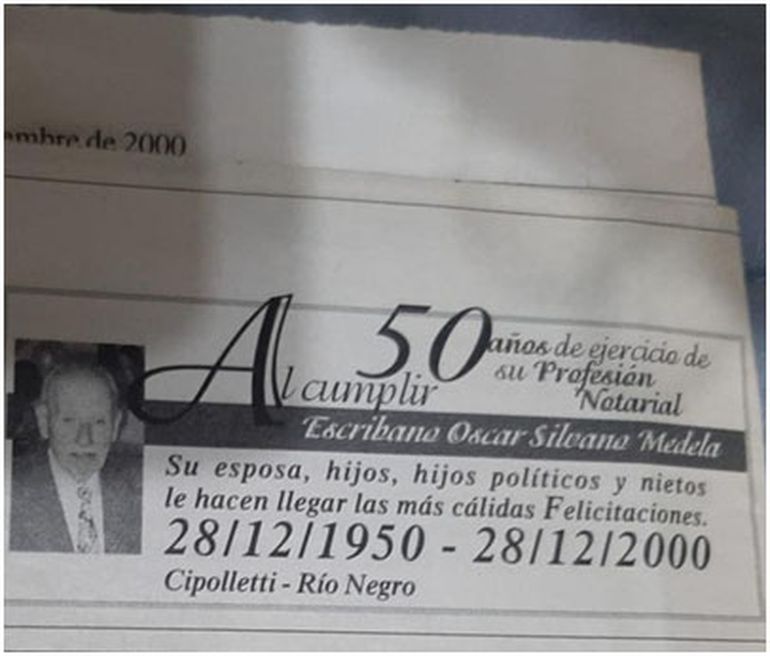 embre de 2000
Al cumplir 50 años de ejercicio de
su Profesión
Notarial
Escribano Oscar Silvano Medela
Su esposa, hijos, hijos políticos y nietos
le hacen llegar las más cálidas Felicitaciones.
28/12/1950 - 28/12/2000
Cipolletti - Río Negro